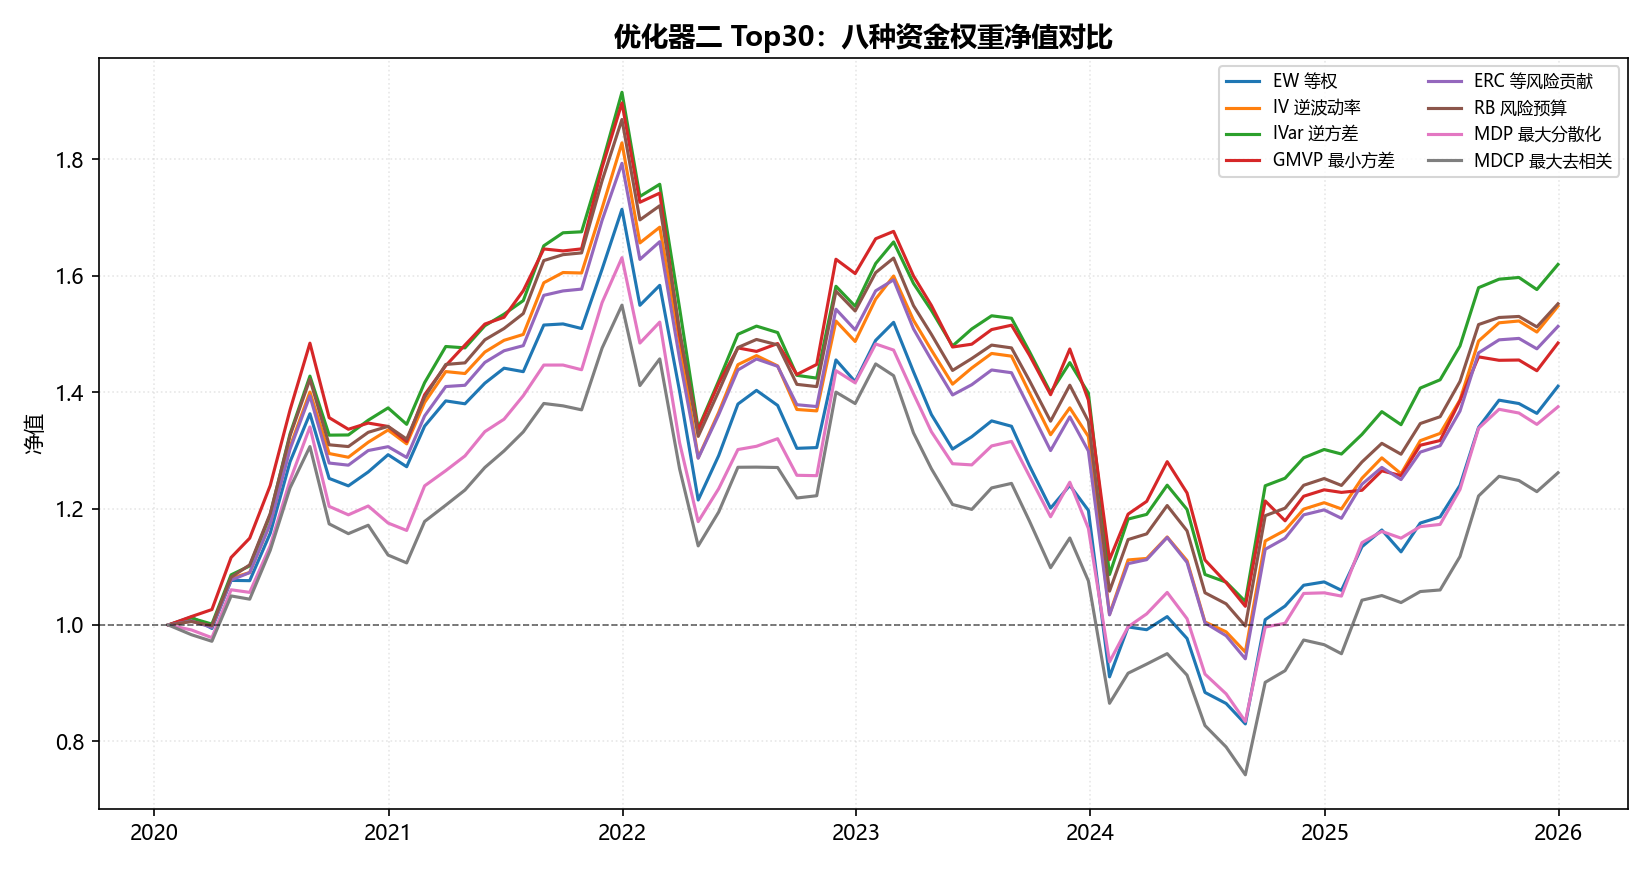 优化器二 Top30：八种资金权重净值对比
EW 等权
IV 逆波动率
IVar 逆方差
GMVP 最小方差
ERC 等风险贡献
RB 风险预算
MDP 最大分散化
MDCP 最大去相关
净值
1.8
1.6
1.4
1.2
1.0
0.8
2020
2021
2022
2023
2024
2025
2026